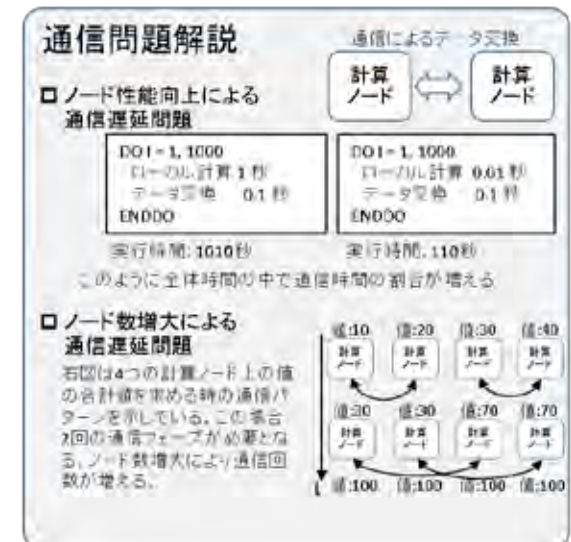 通信問題解説
通信によるデータ交換
計算
ノード
計算
ノード
ノード性能向上による
通信遅延問題
DO I = 1, 1000
ローカル計算 1 秒
データ交換 0.1 秒
ENDDO
DO I = 1, 1000
ローカル計算 0.01 秒
データ交換 0.1 秒
ENDDO
実行時間: 1010秒
実行時間: 110秒
このように全体時間の中で通信時間の割合が増える
ノード数増大による
通信遅延問題
右図は4つの計算ノード上の値
の合計値を求める時の通信パ
ターンを示している。この場合
2回の通信フェーズが必要とな
る。ノード数増大により通信回
数が増える。
値:10 値:20 値:30 値:40
計算
ノード
計算
ノード
計算
ノード
計算
ノード
値:30 値:30 値:70 値:70
計算
ノード
計算
ノード
計算
ノード
計算
ノード
t 値:100 値:100 値:100 値:100